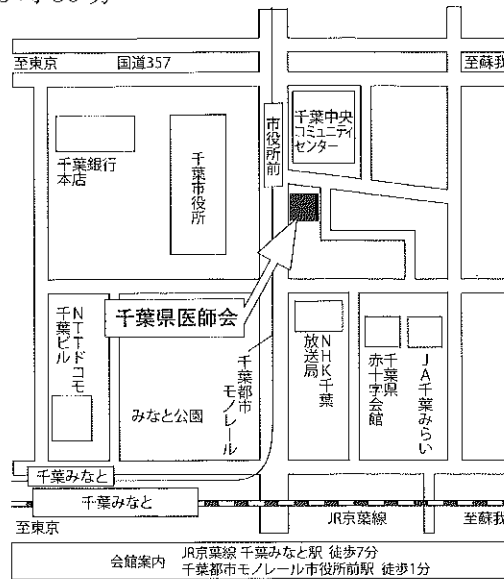 至東京
国道357
至蘇我
千葉中央
コミュニティ
センター
市役所前
千葉銀行
本店
千葉市役所
千葉県医師会
NTTドコモ
千葉ビル
みなと公園
千葉都市
モノレール
NHK千葉
放送局
千葉県
赤十字会館
JA千葉みらい
千葉みなと
千葉みなと
至東京
JR京葉線
至蘇我
会館案内
JR京葉線 千葉みなと駅 徒歩7分
千葉都市モノレール市役所前駅 徒歩1分